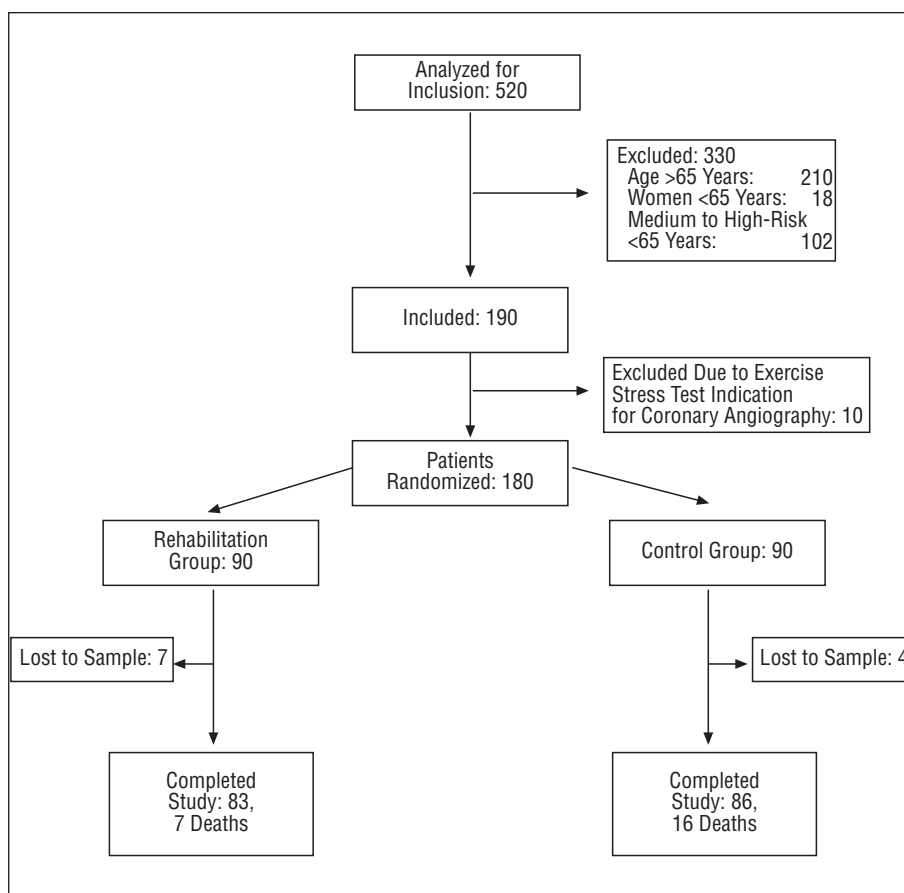 Analyzed for
Inclusion: 520
Excluded: 330
Age >65 Years: 210
Women <65 Years: 18
Medium to High-Risk
<65 Years: 102
Included: 190
Excluded Due to Exercise
Stress Test Indication
for Coronary Angiography: 10
Patients
Randomized: 180
Rehabilitation
Group: 90
Control Group: 90
Lost to Sample: 7
Lost to Sample: 4
Completed
Study: 83,
7 Deaths
Completed
Study: 86,
16 Deaths